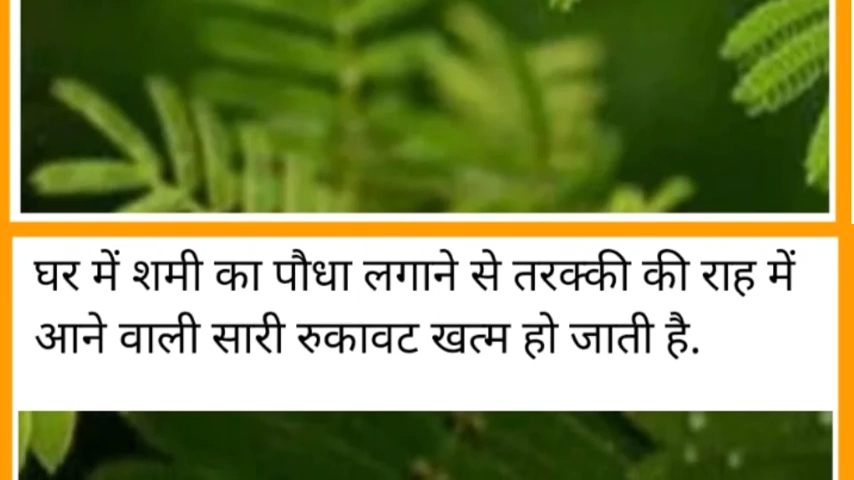 घर में शमी का पौधा लगाने से तरक्की की राह में
आने वाली सारी रुकावट खत्म हो जाती है.